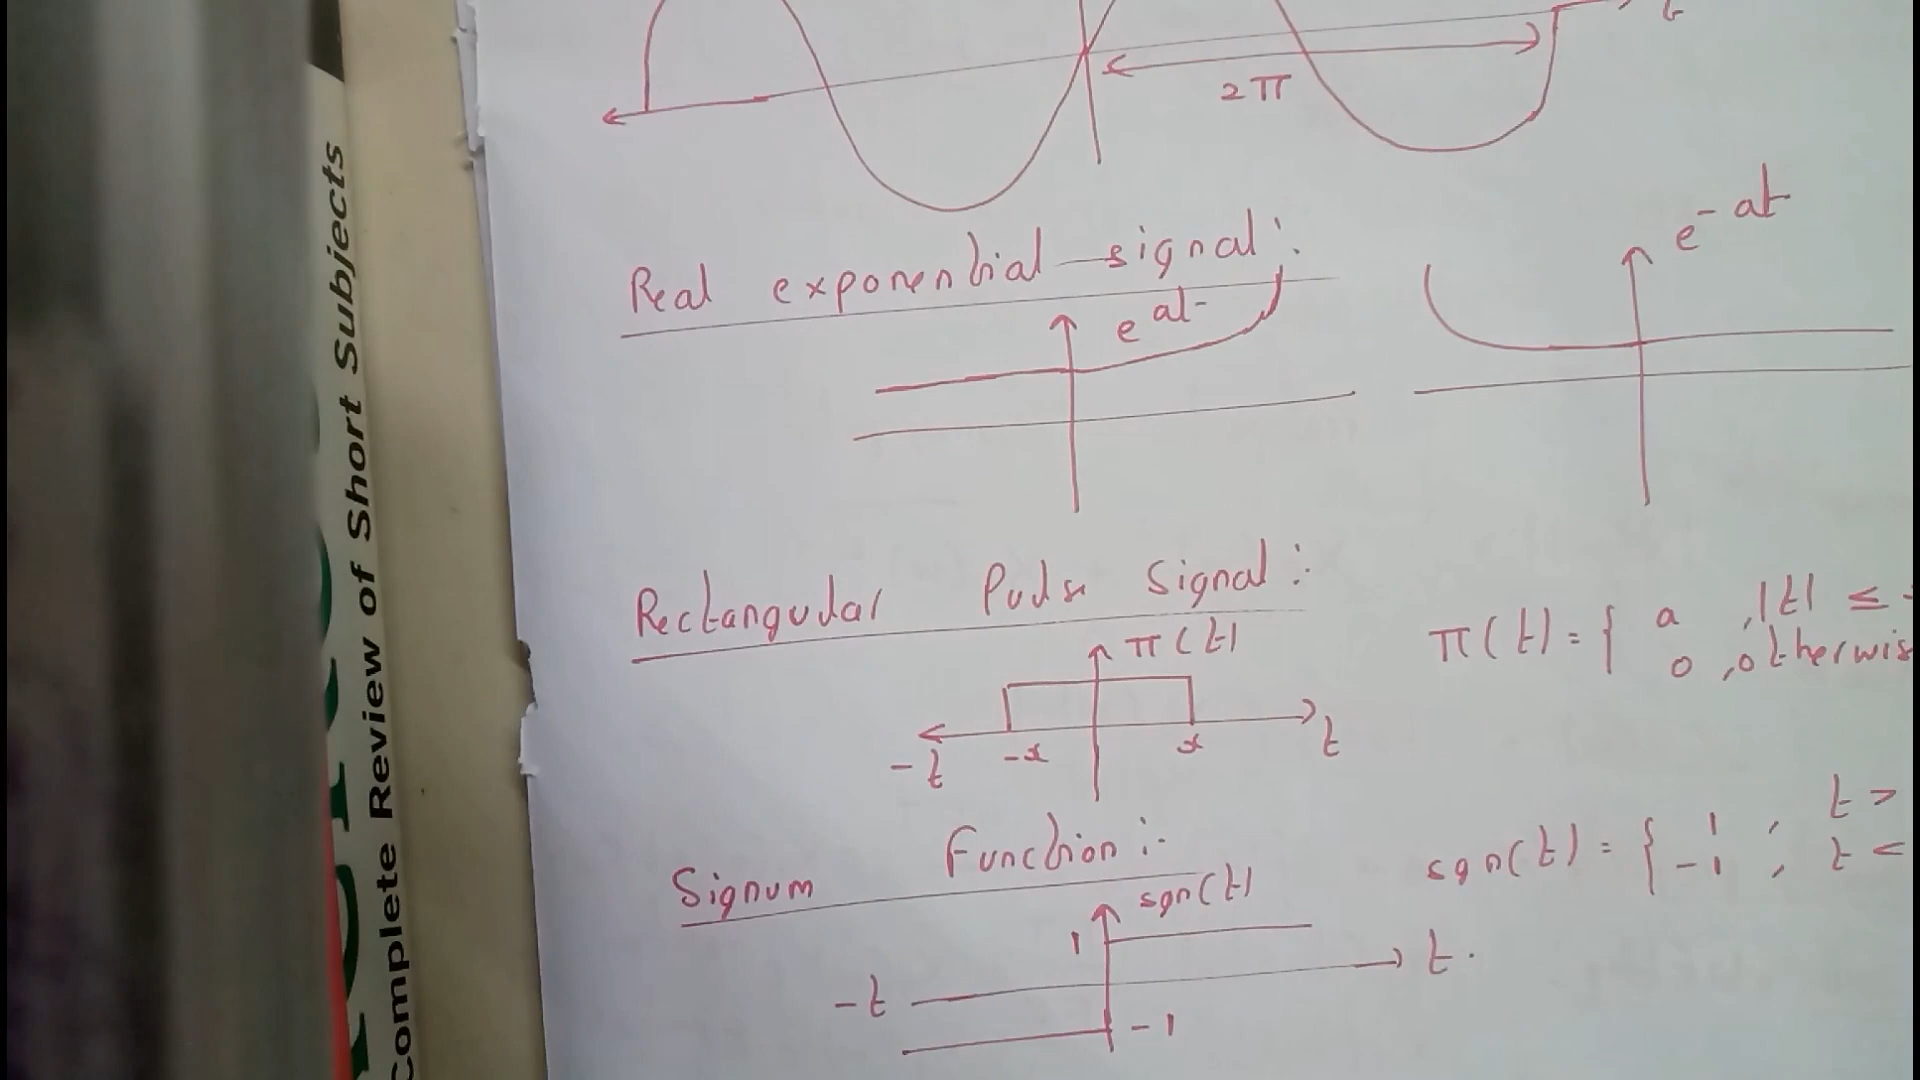 t
2π
Real exponential signal :
e^at
e^-at
Rectangular Pulse Signal :-
π(t)
-t -x x t
π(t) = { a , |t| ≤
0 , otherwis
Signum Function :-
sgn(t)
1
-t t.
-1
sgn(t) = { 1 ; t >
-1 ; t <
Complete Review of Short Subjects